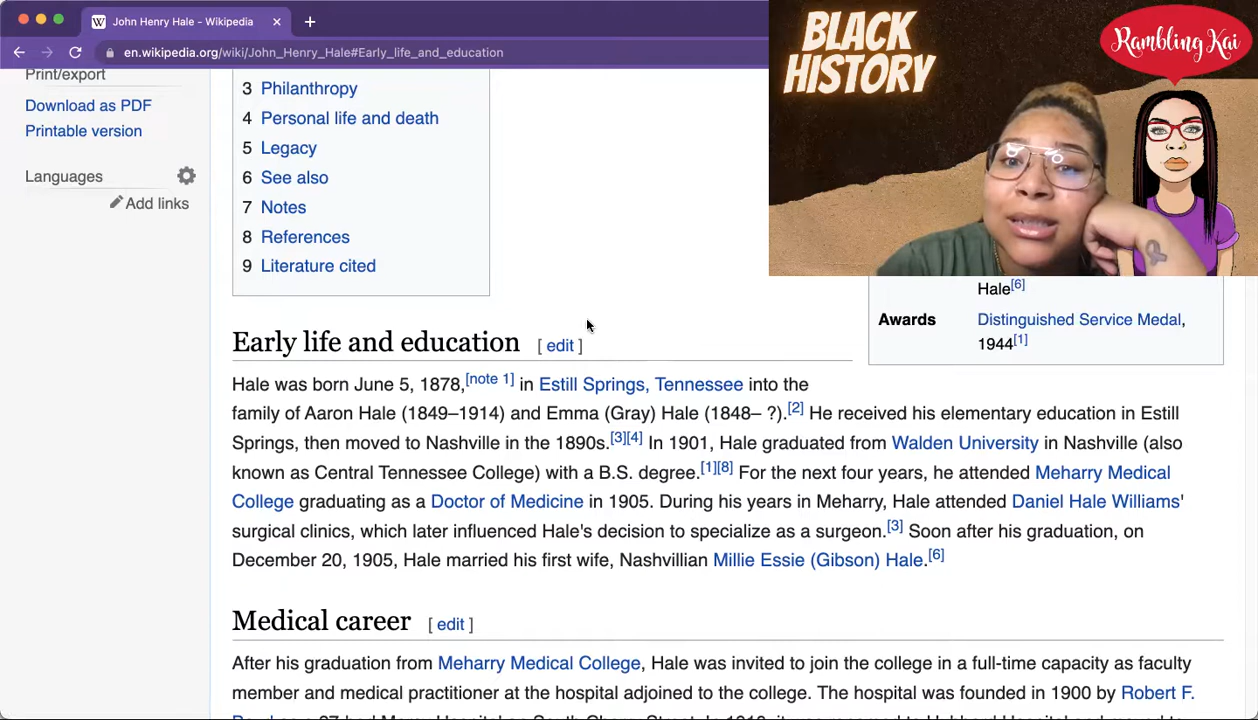 John Henry Hale - Wikipedia
BLACK
HISTORY
Rambling Kai
en.wikipedia.org/wiki/John_Henry_Hale#Early_life_and_education
Print/export
Download as PDF
Printable version
Languages
Add links
3 Philanthropy
4 Personal life and death
5 Legacy
6 See also
7 Notes
8 References
9 Literature cited
Hale[6]
Awards Distinguished Service Medal,
1944[1]
Early life and education [ edit ]
Hale was born June 5, 1878,[note 1] in Estill Springs, Tennessee into the
family of Aaron Hale (1849–1914) and Emma (Gray) Hale (1848– ?).[2] He received his elementary education in Estill
Springs, then moved to Nashville in the 1890s.[3][4] In 1901, Hale graduated from Walden University in Nashville (also
known as Central Tennessee College) with a B.S. degree.[1][8] For the next four years, he attended Meharry Medical
College graduating as a Doctor of Medicine in 1905. During his years in Meharry, Hale attended Daniel Hale Williams'
surgical clinics, which later influenced Hale's decision to specialize as a surgeon.[3] Soon after his graduation, on
December 20, 1905, Hale married his first wife, Nashvillian Millie Essie (Gibson) Hale.[6]
Medical career [ edit ]
After his graduation from Meharry Medical College, Hale was invited to join the college in a full-time capacity as faculty
member and medical practitioner at the hospital adjoined to the college. The hospital was founded in 1900 by Robert F.